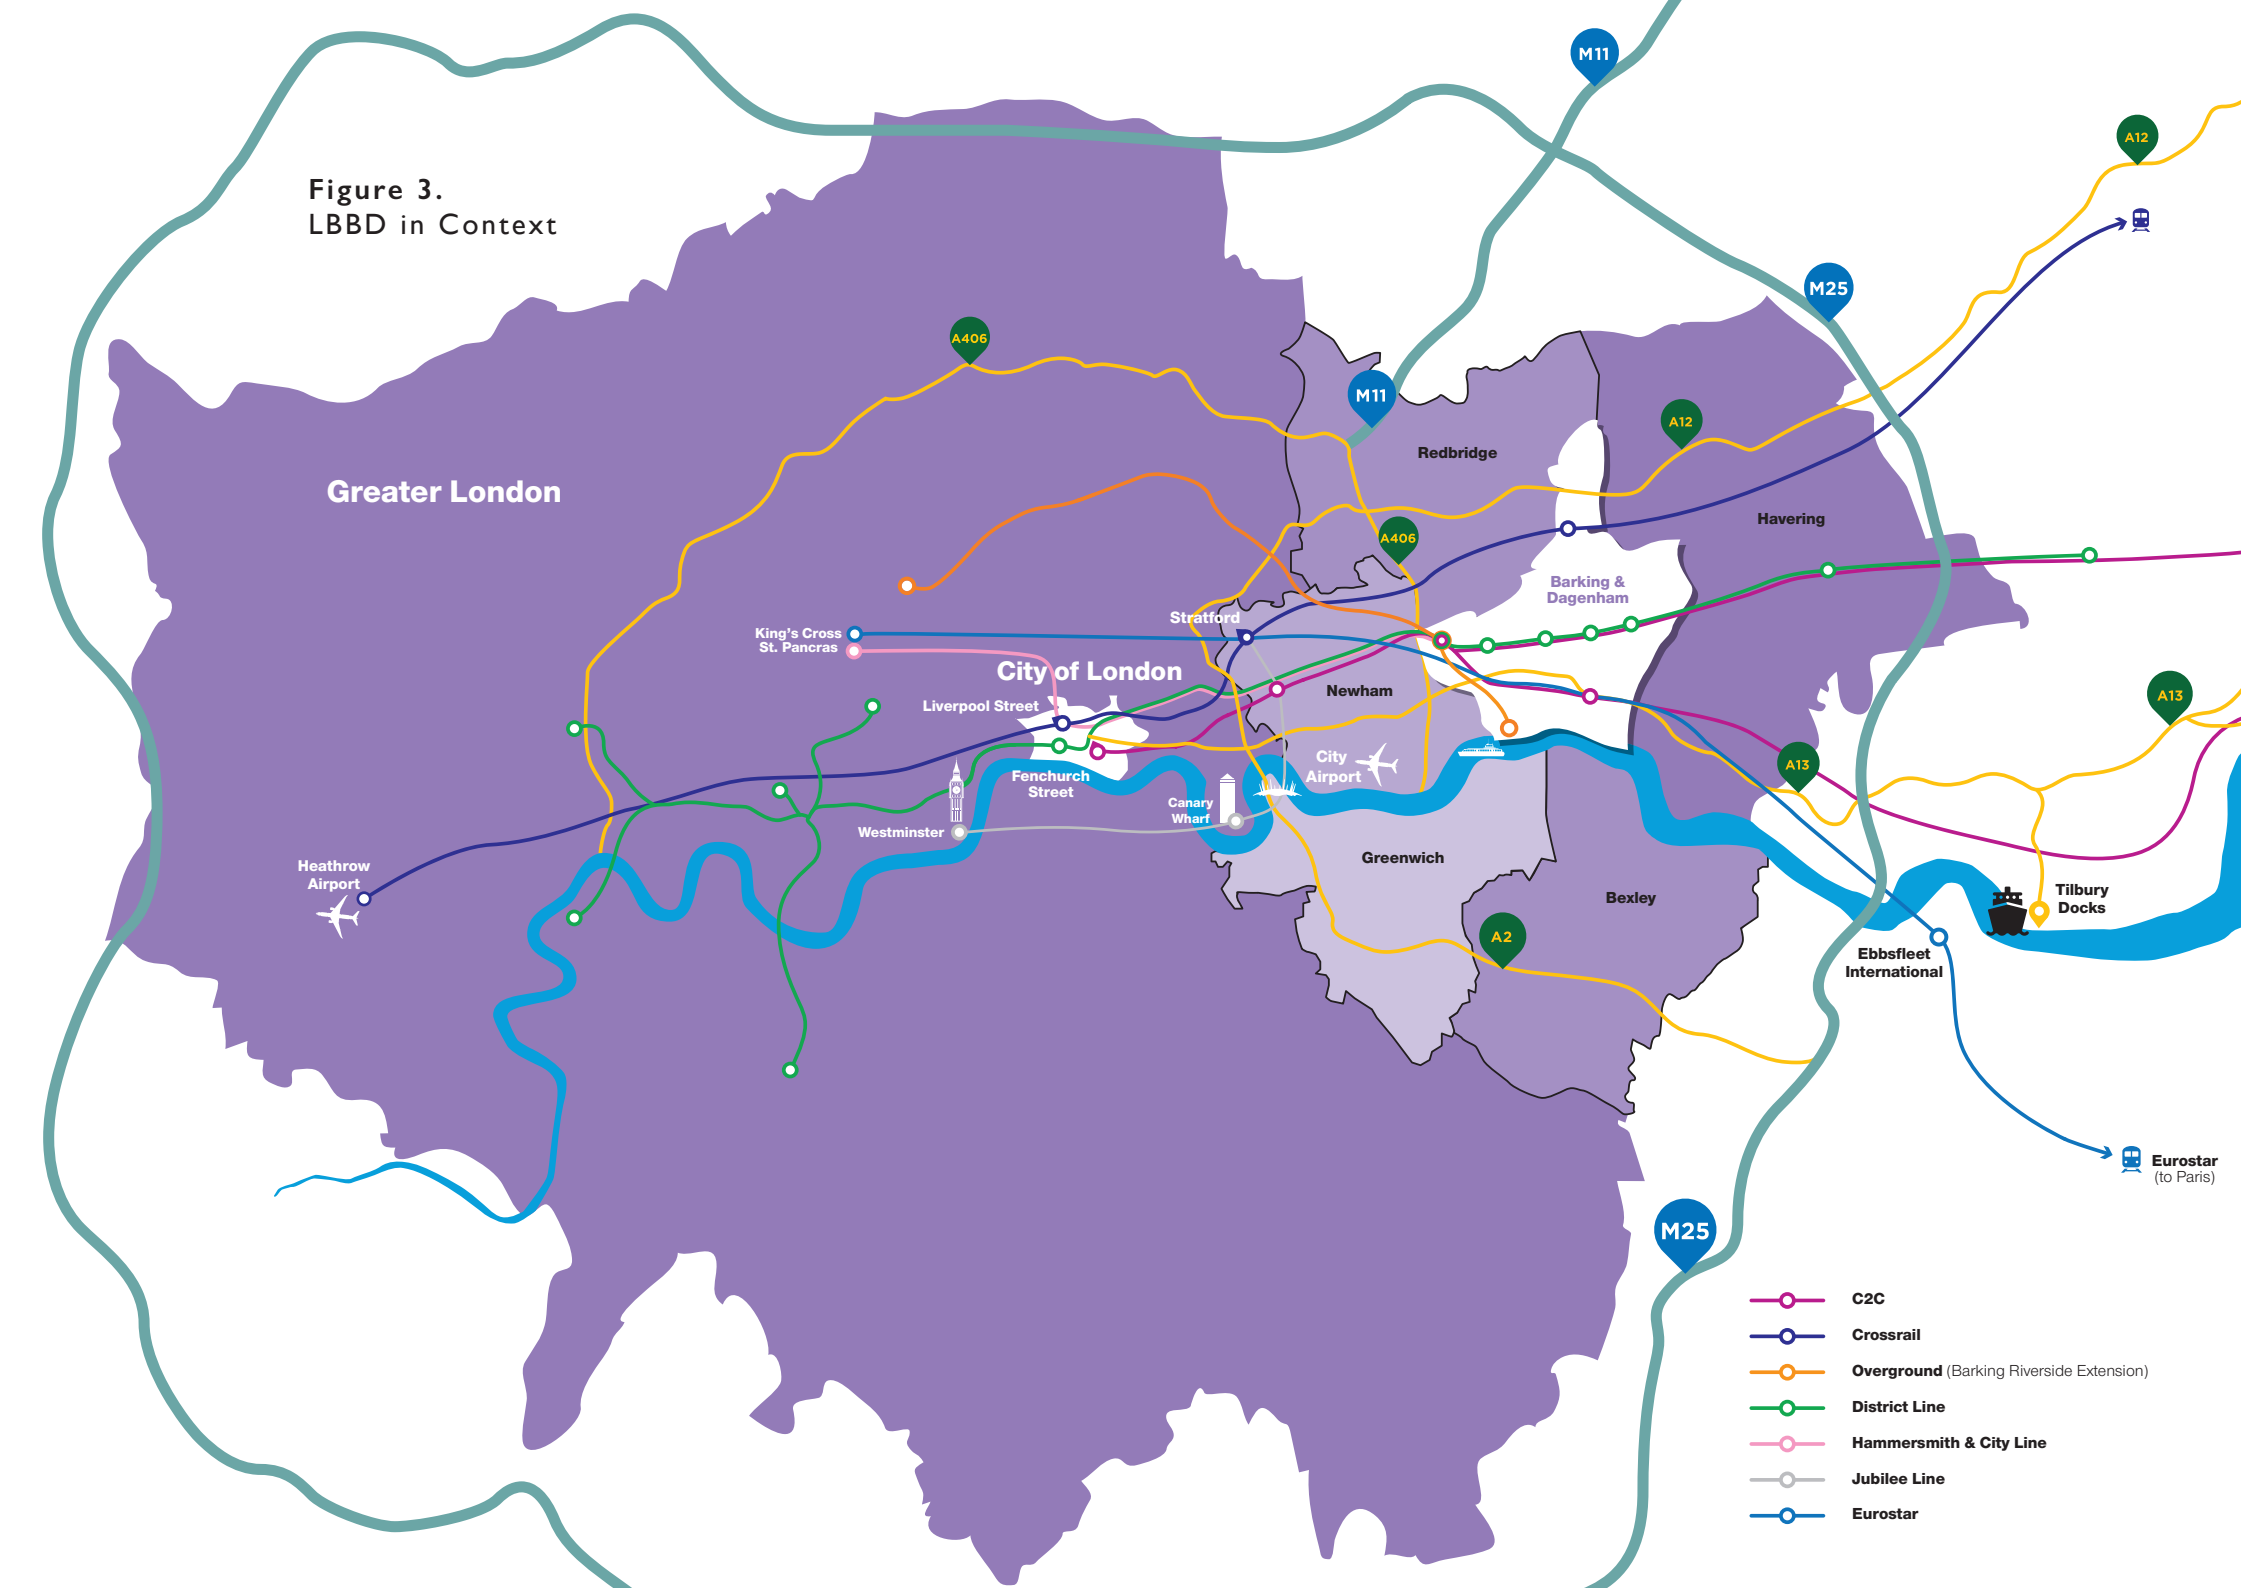 M11
A12
Figure 3.
LBBD in Context
M25
A406
M11
A12
Redbridge
Greater London
Havering
A406
Barking &
Dagenham
Stratford
King's Cross
St. Pancras
City of London
Newham
Liverpool Street
A13
City
Airport
A13
Fenchurch
Street
Canary
Wharf
Westminster
Greenwich
Heathrow
Airport
Bexley
Tilbury
Docks
A2
Ebbsfleet
International
Eurostar
(to Paris)
M25
C2C
Crossrail
Overground (Barking Riverside Extension)
District Line
Hammersmith & City Line
Jubilee Line
Eurostar